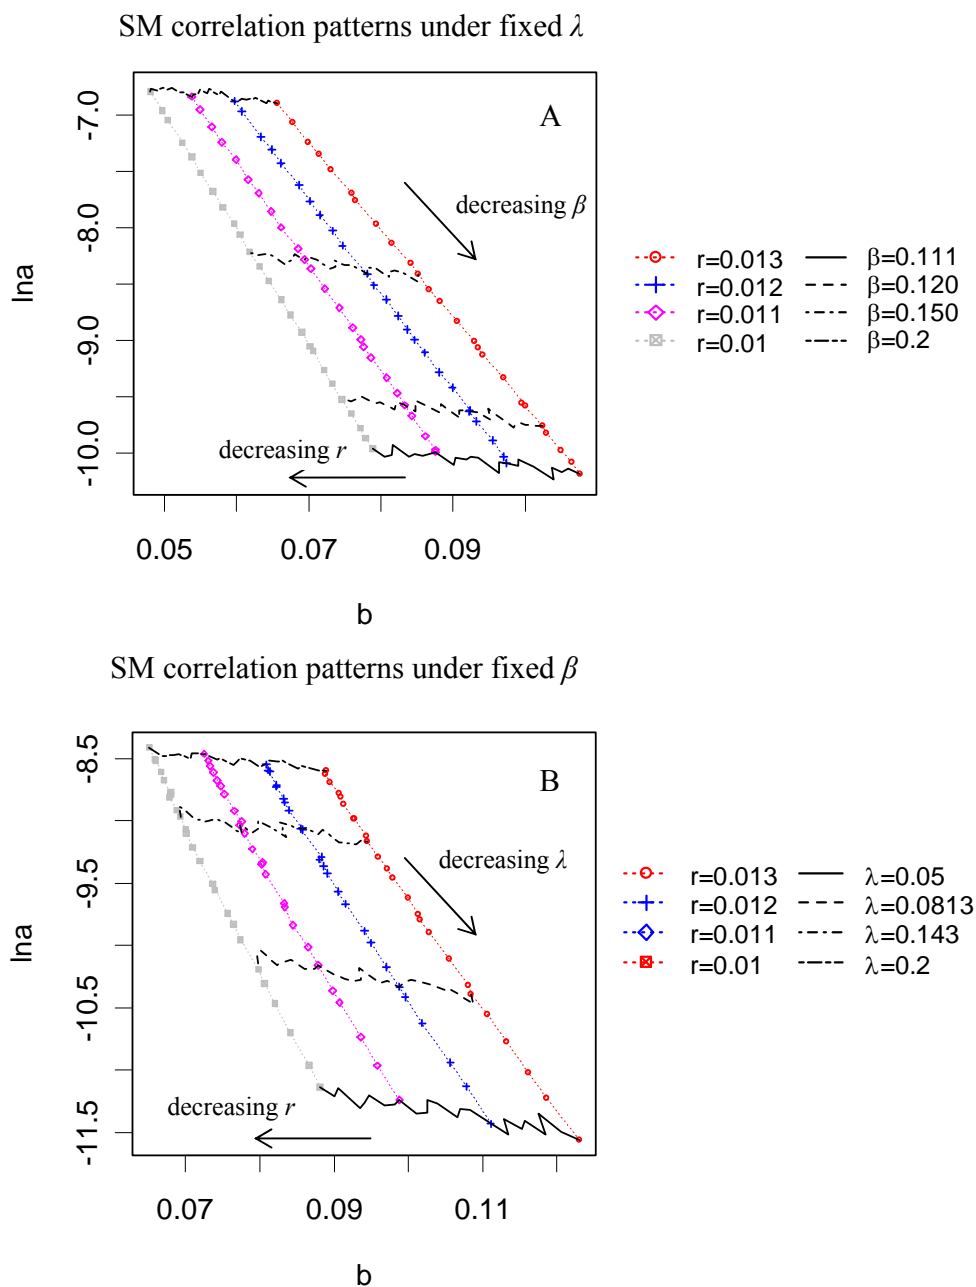 SM correlation patterns under fixed λ
A
decreasing β
decreasing r
-7.0
-8.0
-9.0
-10.0
lna
0.05 0.07 0.09
b
r=0.013 β=0.111
r=0.012 β=0.120
r=0.011 β=0.150
r=0.01 β=0.2
SM correlation patterns under fixed β
B
decreasing λ
decreasing r
-8.5
-9.5
-10.5
-11.5
lna
0.07 0.09 0.11
b
r=0.013 λ=0.05
r=0.012 λ=0.0813
r=0.011 λ=0.143
r=0.01 λ=0.2